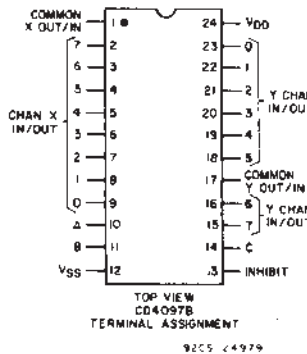 COMMON
X OUT/IN 1 24 VDD
7 2 23 0
6 3 22 1
5 4 21 2 Y CHAN
CHAN X 4 5 20 3 IN/OUT
IN/OUT 3 6 19 4
2 7 18 5
1 8 17 COMMON
Y OUT/IN
0 9 16 6 Y CHAN
A 10 15 7 IN/OUT
B 11 14 C
VSS 12 13 INHIBIT
TOP VIEW
CD4097B
TERMINAL ASSIGNMENT
92CS 24979